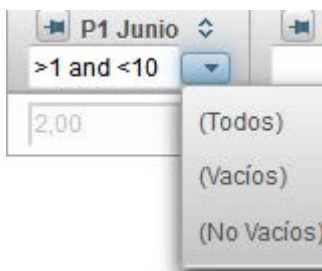 P1 Junio
>1 and <10
2,00
(Todos)
(Vacíos)
(No Vacíos)